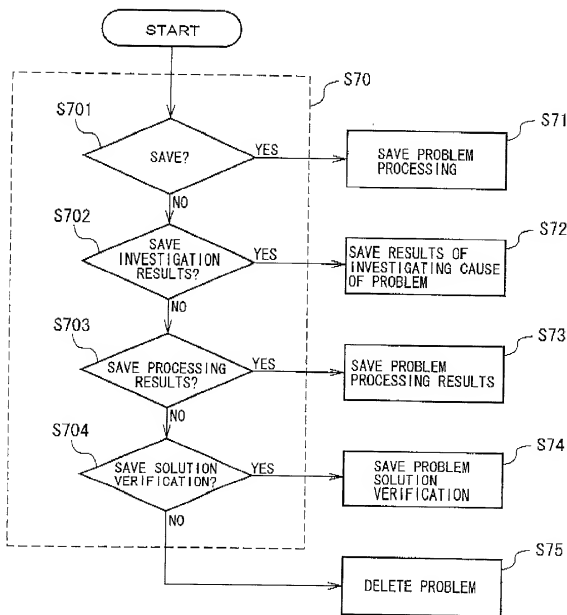 START
S70
S701
SAVE?
YES
S71
SAVE PROBLEM
PROCESSING
NO
S702
SAVE
INVESTIGATION
RESULTS?
YES
S72
SAVE RESULTS OF
INVESTIGATING CAUSE
OF PROBLEM
NO
S703
SAVE PROCESSING
RESULTS?
YES
S73
SAVE PROBLEM
PROCESSING RESULTS
NO
S704
SAVE SOLUTION
VERIFICATION?
YES
S74
SAVE PROBLEM
SOLUTION
VERIFICATION
NO
S75
DELETE PROBLEM